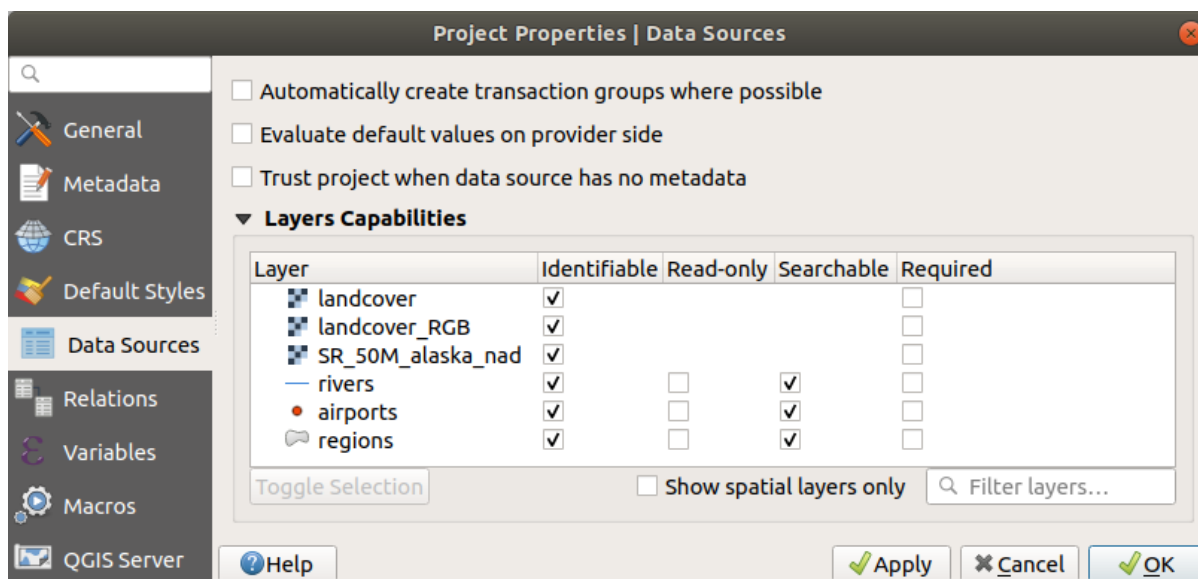 Project Properties | Data Sources
General
Metadata
CRS
Default Styles
Data Sources
Relations
Variables
Macros
QGIS Server
Automatically create transaction groups where possible
Evaluate default values on provider side
Trust project when data source has no metadata
Layers Capabilities
Layer Identifiable Read-only Searchable Required
landcover
landcover_RGB
SR_50M_alaska_nad
rivers
airports
regions
Toggle Selection Show spatial layers only Filter layers...
Help Apply Cancel OK